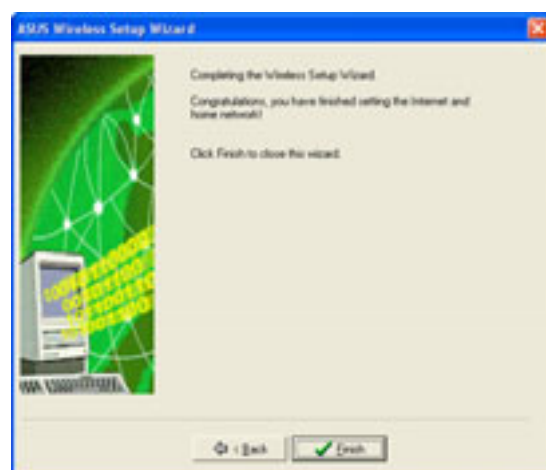 ASUS Wireless Setup Wizard
Completing the Wireless Setup Wizard.
Congratulations, you have finished setting the Internet and
home network!
Click Finish to close this wizard.
< Back
Finish